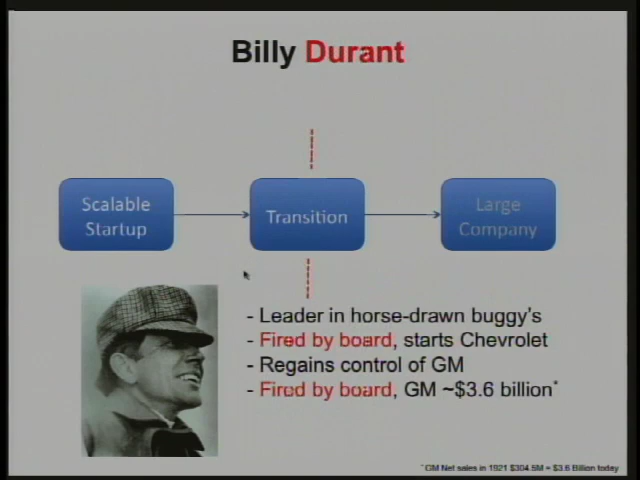 Billy Durant
Scalable
Startup
Transition
Large
Company
- Leader in horse-drawn buggy's
- Fired by board, starts Chevrolet
- Regains control of GM
- Fired by board, GM ~$3.6 billion*
* GM Net sales in 1921 $304.5M = $3.6 Billion today